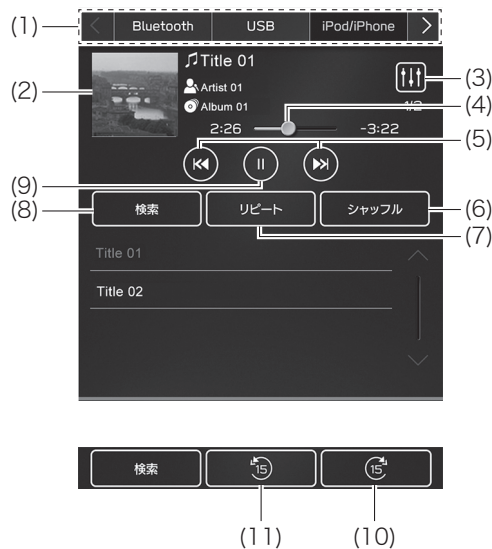 (1) Bluetooth USB iPod/iPhone
Title 01
(2) Artist 01 (3)
Album 01 1/2 (4)
2:26 -3:22
(5)
(9)
(8) 検索 リピート シャッフル (6)
(7)
Title 01
Title 02
検索 15 15
(11) (10)